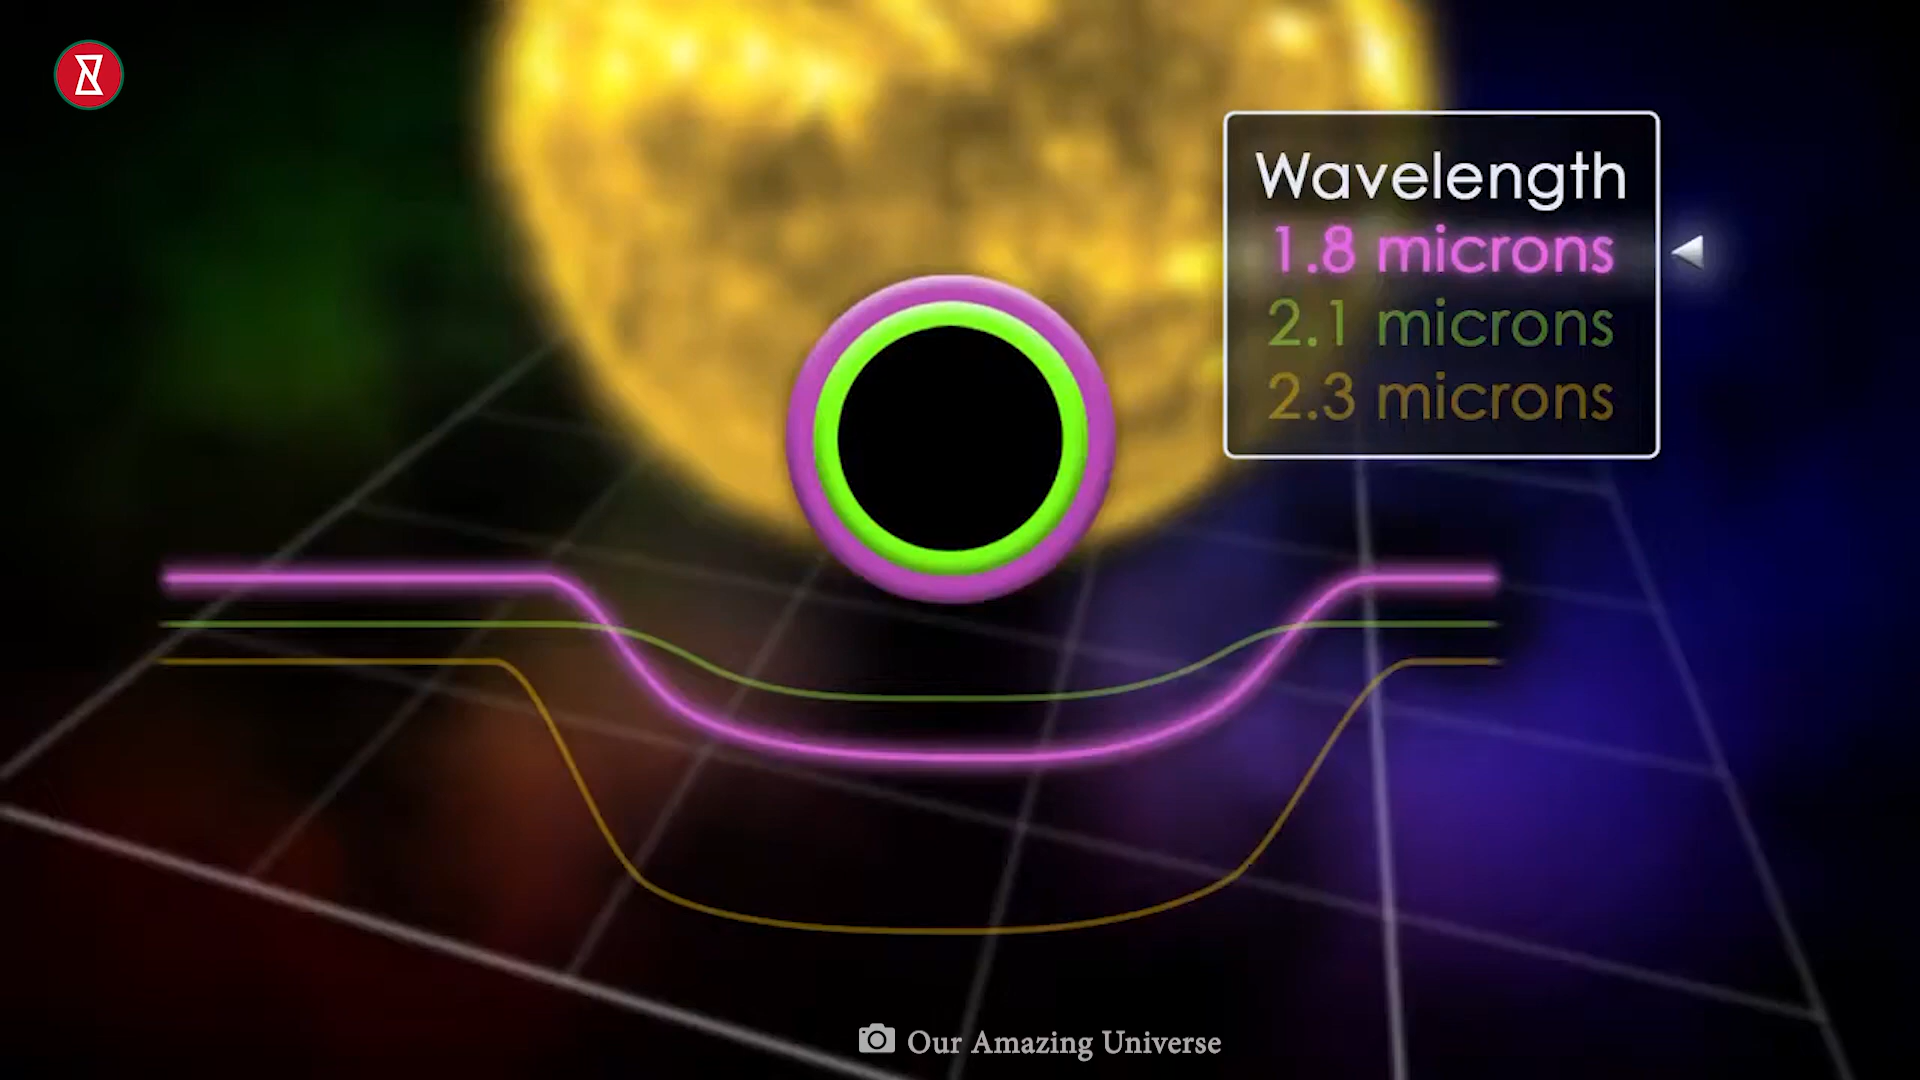 Wavelength
1.8 microns
2.1 microns
2.3 microns
Our Amazing Universe